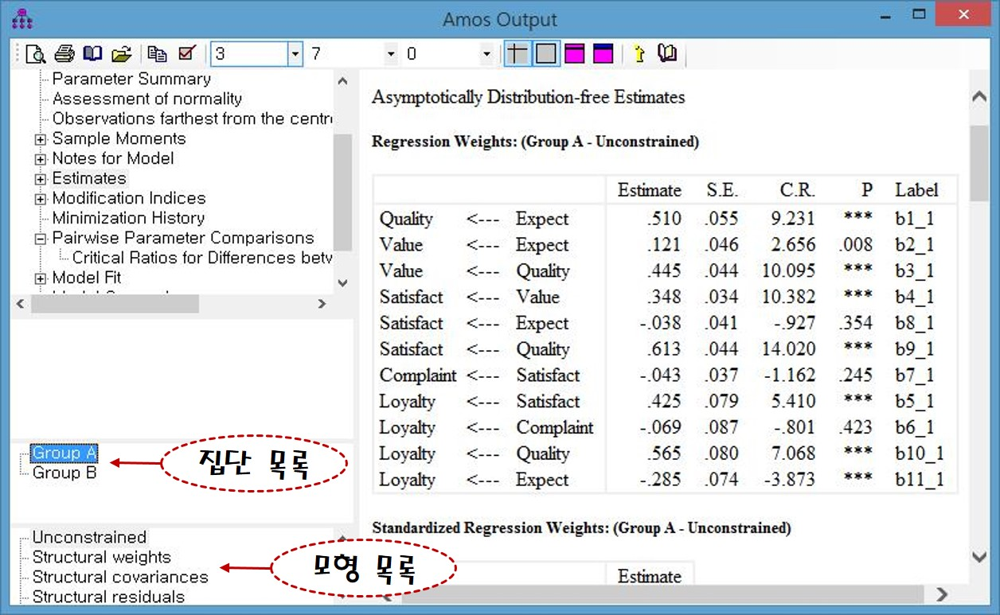 Amos Output
3 7 0
Parameter Summary
Assessment of normality
Observations farthest from the centr
Sample Moments
Notes for Model
Estimates
Modification Indices
Minimization History
Pairwise Parameter Comparisons
Critical Ratios for Differences betw
Model Fit
Group A
Group B
집단 목록
Unconstrained
Structural weights
Structural covariances
Structural residuals
모형 목록
Asymptotically Distribution-free Estimates
Regression Weights: (Group A - Unconstrained)
Estimate S.E. C.R. P Label
Quality <--- Expect .510 .055 9.231 *** b1_1
Value <--- Expect .121 .046 2.656 .008 b2_1
Value <--- Quality .445 .044 10.095 *** b3_1
Satisfact <--- Value .348 .034 10.382 *** b4_1
Satisfact <--- Expect -.038 .041 -.927 .354 b8_1
Satisfact <--- Quality .613 .044 14.020 *** b9_1
Complaint <--- Satisfact -.043 .037 -1.162 .245 b7_1
Loyalty <--- Satisfact .425 .079 5.410 *** b5_1
Loyalty <--- Complaint -.069 .087 -.801 .423 b6_1
Loyalty <--- Quality .565 .080 7.068 *** b10_1
Loyalty <--- Expect -.285 .074 -3.873 *** b11_1
Standardized Regression Weights: (Group A - Unconstrained)
Estimate